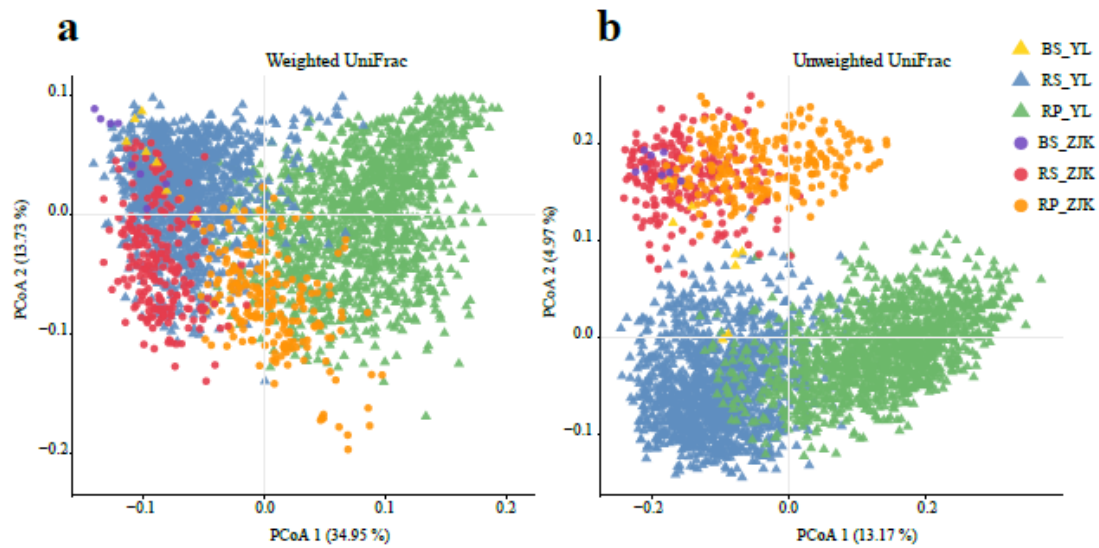 a
Weighted UniFrac
0.1
0.0
−0.1
−0.2
PCoA 2 (13.73 %)
−0.1
0.0
0.1
0.2
PCoA 1 (34.95 %)
b
Unweighted UniFrac
0.2
0.1
0.0
−0.1
PCoA 2 (4.97 %)
−0.2
0.0
0.2
PCoA 1 (13.17 %)
BS_YL
RS_YL
RP_YL
BS_ZJK
RS_ZJK
RP_ZJK